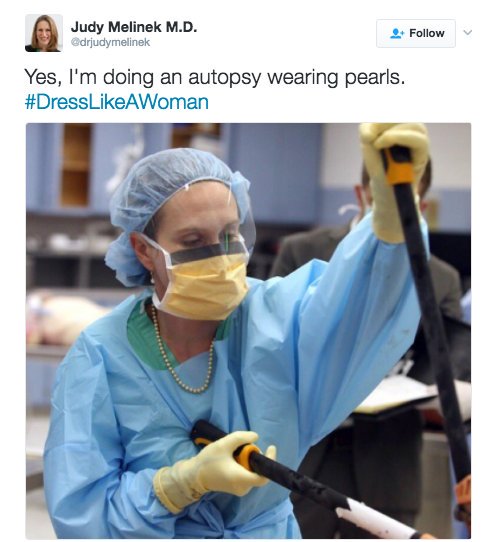 Judy Melinek M.D.
@drjudymelinek
Follow
Yes, I'm doing an autopsy wearing pearls.
#DressLikeAWoman